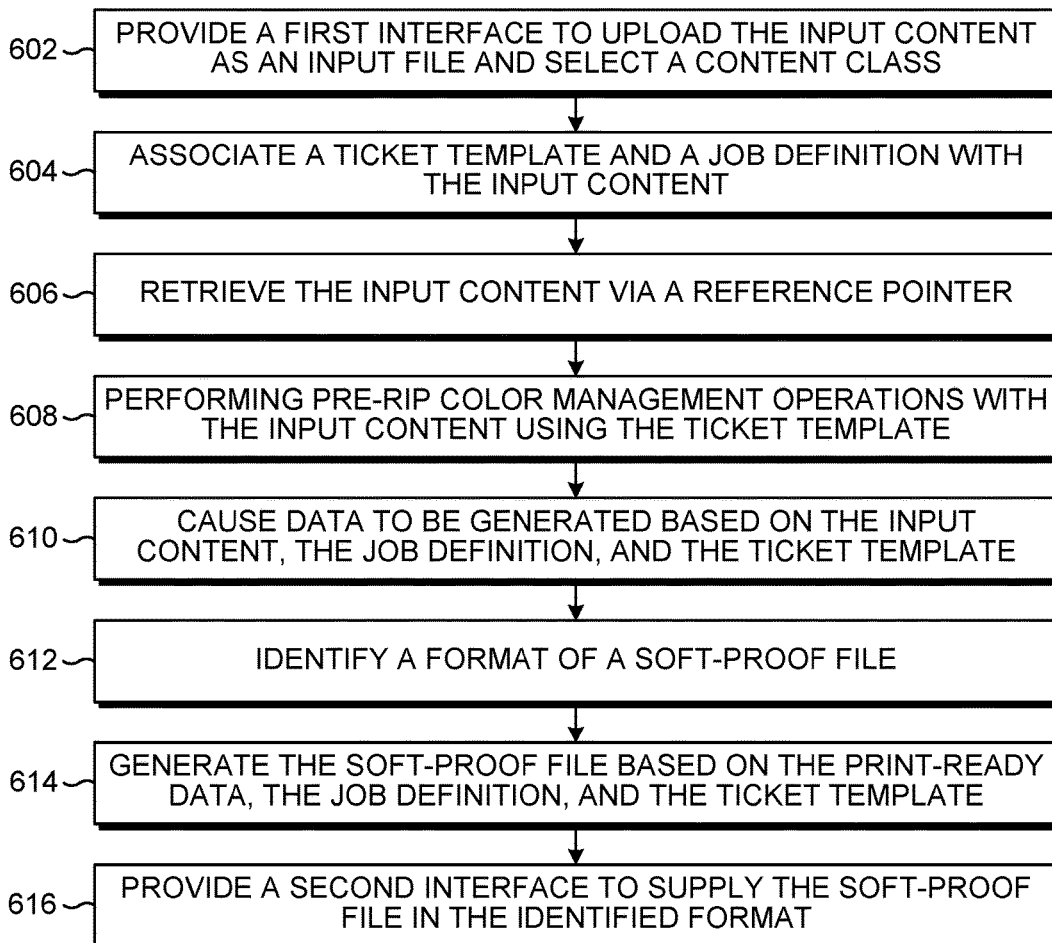 602
PROVIDE A FIRST INTERFACE TO UPLOAD THE INPUT CONTENT
AS AN INPUT FILE AND SELECT A CONTENT CLASS
604
ASSOCIATE A TICKET TEMPLATE AND A JOB DEFINITION WITH
THE INPUT CONTENT
606
RETRIEVE THE INPUT CONTENT VIA A REFERENCE POINTER
608
PERFORMING PRE-RIP COLOR MANAGEMENT OPERATIONS WITH
THE INPUT CONTENT USING THE TICKET TEMPLATE
610
CAUSE DATA TO BE GENERATED BASED ON THE INPUT
CONTENT, THE JOB DEFINITION, AND THE TICKET TEMPLATE
612
IDENTIFY A FORMAT OF A SOFT-PROOF FILE
614
GENERATE THE SOFT-PROOF FILE BASED ON THE PRINT-READY
DATA, THE JOB DEFINITION, AND THE TICKET TEMPLATE
616
PROVIDE A SECOND INTERFACE TO SUPPLY THE SOFT-PROOF
FILE IN THE IDENTIFIED FORMAT